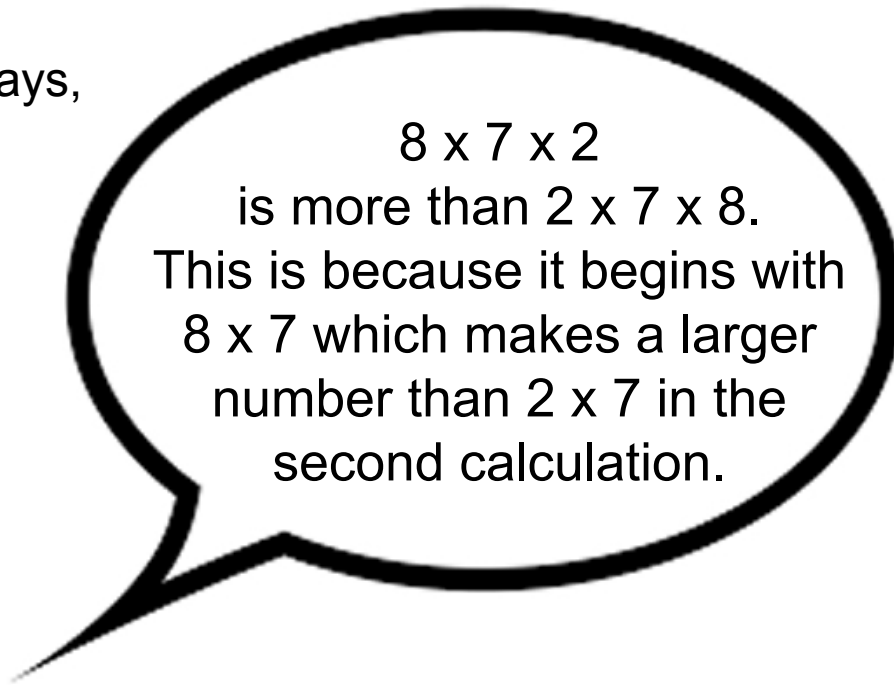 ays,
8 x 7 x 2
is more than 2 x 7 x 8.
This is because it begins with
8 x 7 which makes a larger
number than 2 x 7 in the
second calculation.